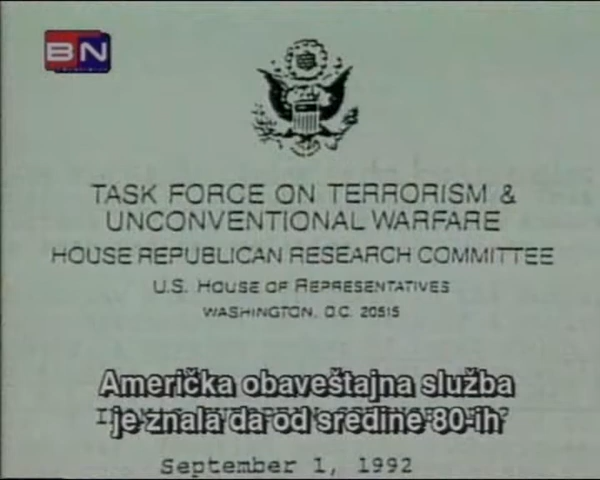 BN
TASK FORCE ON TERRORISM &
UNCONVENTIONAL WARFARE
HOUSE REPUBLICAN RESEARCH COMMITTEE
U.S. HOUSE OF REPRESENTATIVES
WASHINGTON, D.C. 20515
Američka obaveštajna služba
je znala da od sredine 80-ih
September 1, 1992